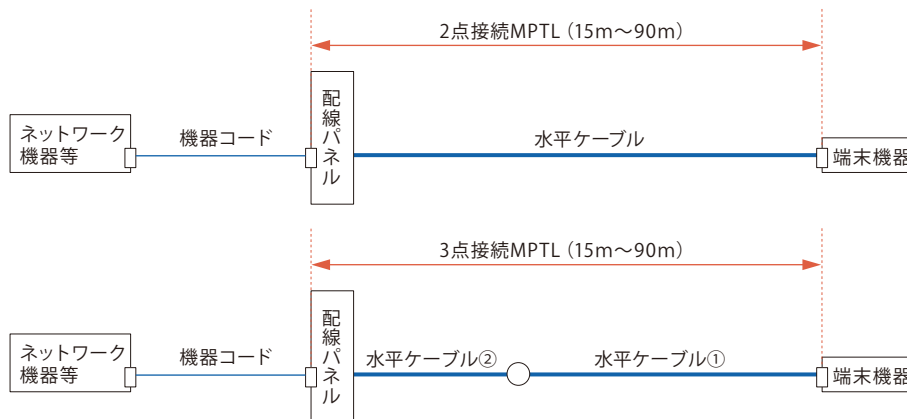 2点接続MPTL（15m～90m）
ネットワーク
機器等
機器コード
配線パネル
水平ケーブル
端末機器
3点接続MPTL（15m～90m）
ネットワーク
機器等
機器コード
配線パネル
水平ケーブル②
水平ケーブル①
端末機器